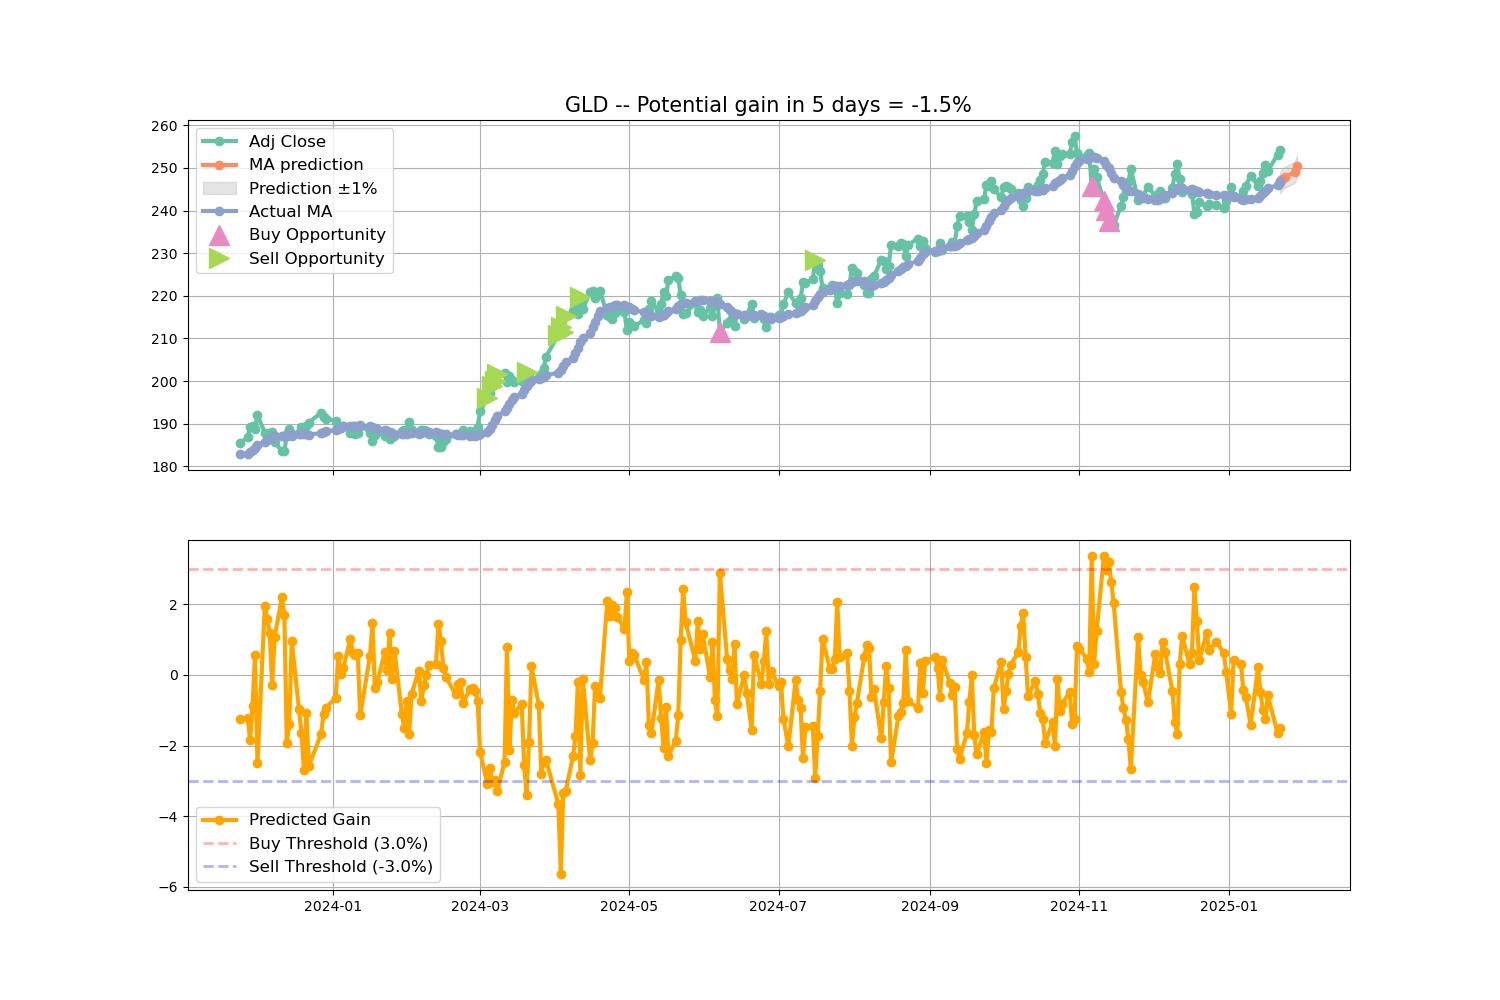 GLD -- Potential gain in 5 days = -1.5%
260
250
240
230
220
210
200
190
180
Adj Close
MA prediction
Prediction ±1%
Actual MA
Buy Opportunity
Sell Opportunity
2
0
−2
−4
−6
Predicted Gain
Buy Threshold (3.0%)
Sell Threshold (-3.0%)
2024-01
2024-03
2024-05
2024-07
2024-09
2024-11
2025-01